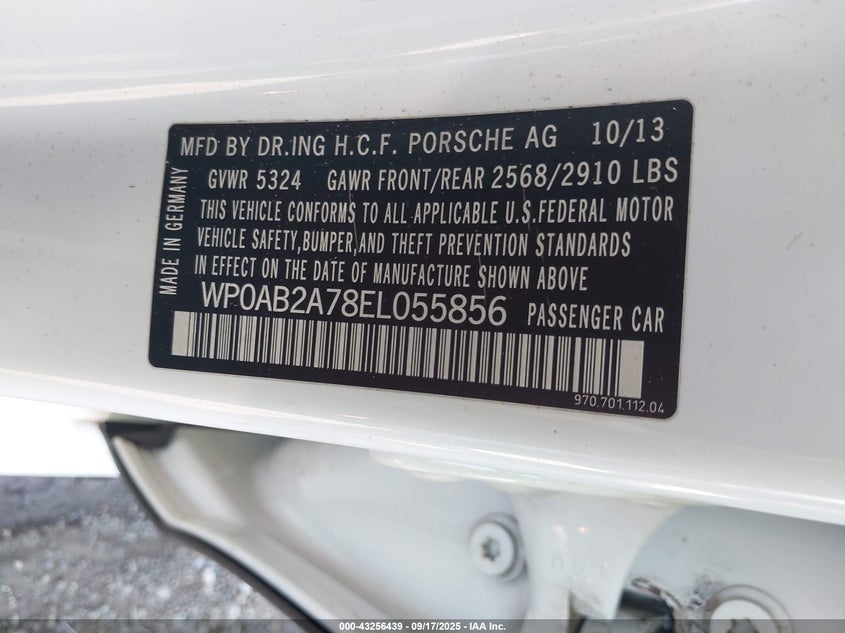 MFD BY DR.ING H.C.F. PORSCHE AG 10/13
GVWR 5324 GAWR FRONT/REAR 2568/2910 LBS
THIS VEHICLE CONFORMS TO ALL APPLICABLE U.S.FEDERAL MOTOR
VEHICLE SAFETY,BUMPER,AND THEFT PREVENTION STANDARDS
IN EFFECT ON THE DATE OF MANUFACTURE SHOWN ABOVE
WP0AB2A78EL055856 PASSENGER CAR
970.701.112.04
MADE IN GERMANY
000-43256439 - 09/17/2025 - IAA Inc.